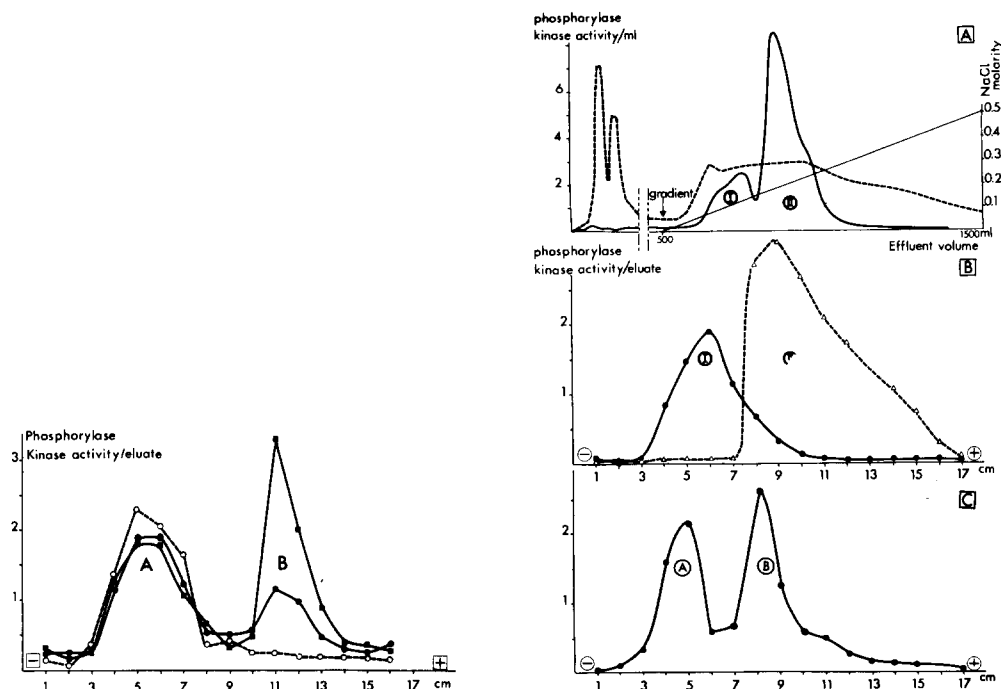 phosphorylase
kinase activity/ml
A
NaCl
molarity
6
4
2
0.5
0.4
0.3
0.2
0.1
gradient
I
II
500
1500ml
Effluent volume
phosphorylase
kinase activity/eluate
B
2
1
I
⊖
⊕
1 3 5 7 9 11 13 15 17 cm
C
2
1
A
B
⊖
⊕
1 3 5 7 9 11 13 15 17 cm
Phosphorylase
Kinase activity/eluate
3
2
1
A
B
−
+
1 3 5 7 9 11 13 15 17 cm